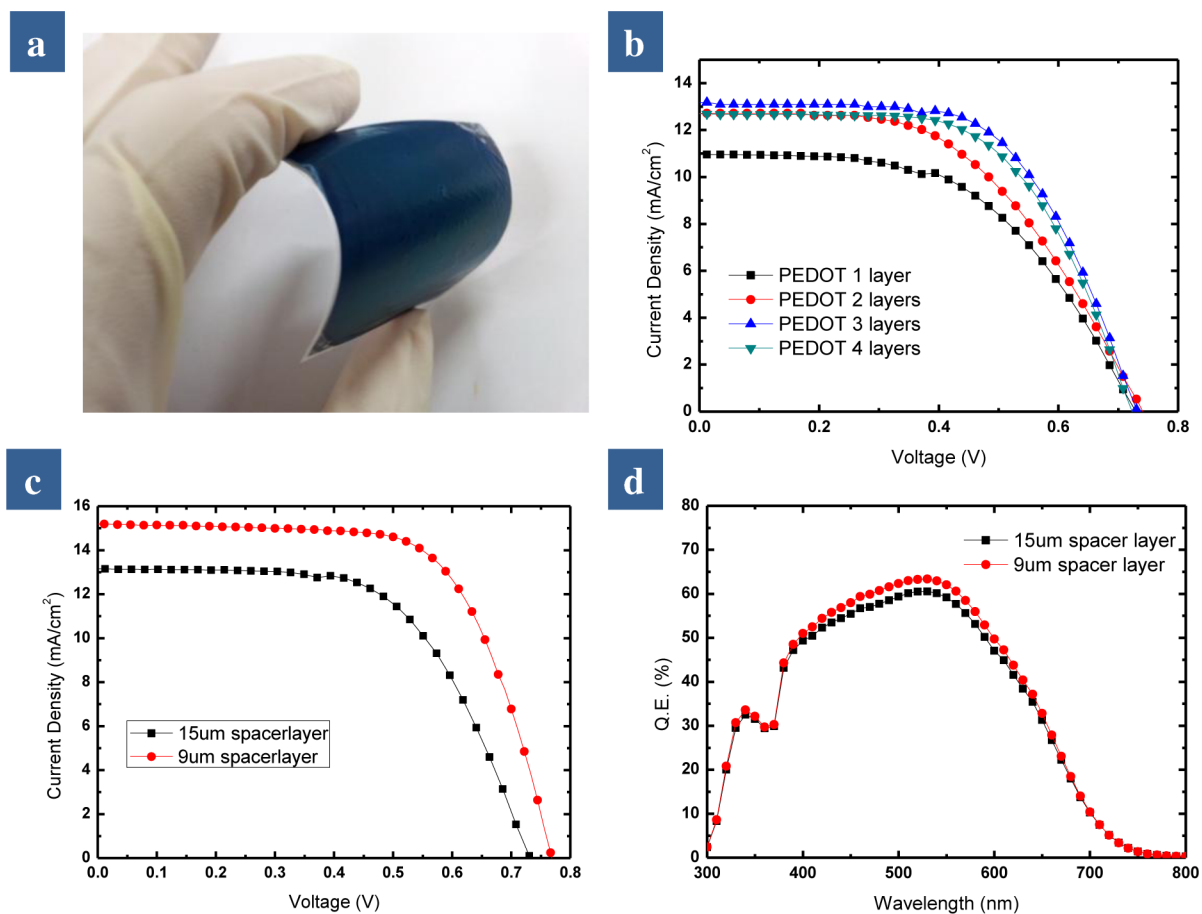 a
b
14
12
10
8
6
4
2
0
Current Density (mA/cm²)
PEDOT 1 layer
PEDOT 2 layers
PEDOT 3 layers
PEDOT 4 layers
0.0 0.2 0.4 0.6 0.8
Voltage (V)
c
16
14
12
10
8
6
4
2
0
Current Density (mA/cm²)
15um spacerlayer
9um spacerlayer
0.0 0.1 0.2 0.3 0.4 0.5 0.6 0.7 0.8
Voltage (V)
d
80
70
60
50
40
30
20
10
0
Q.E. (%)
15um spacer layer
9um spacer layer
300 400 500 600 700 800
Wavelength (nm)